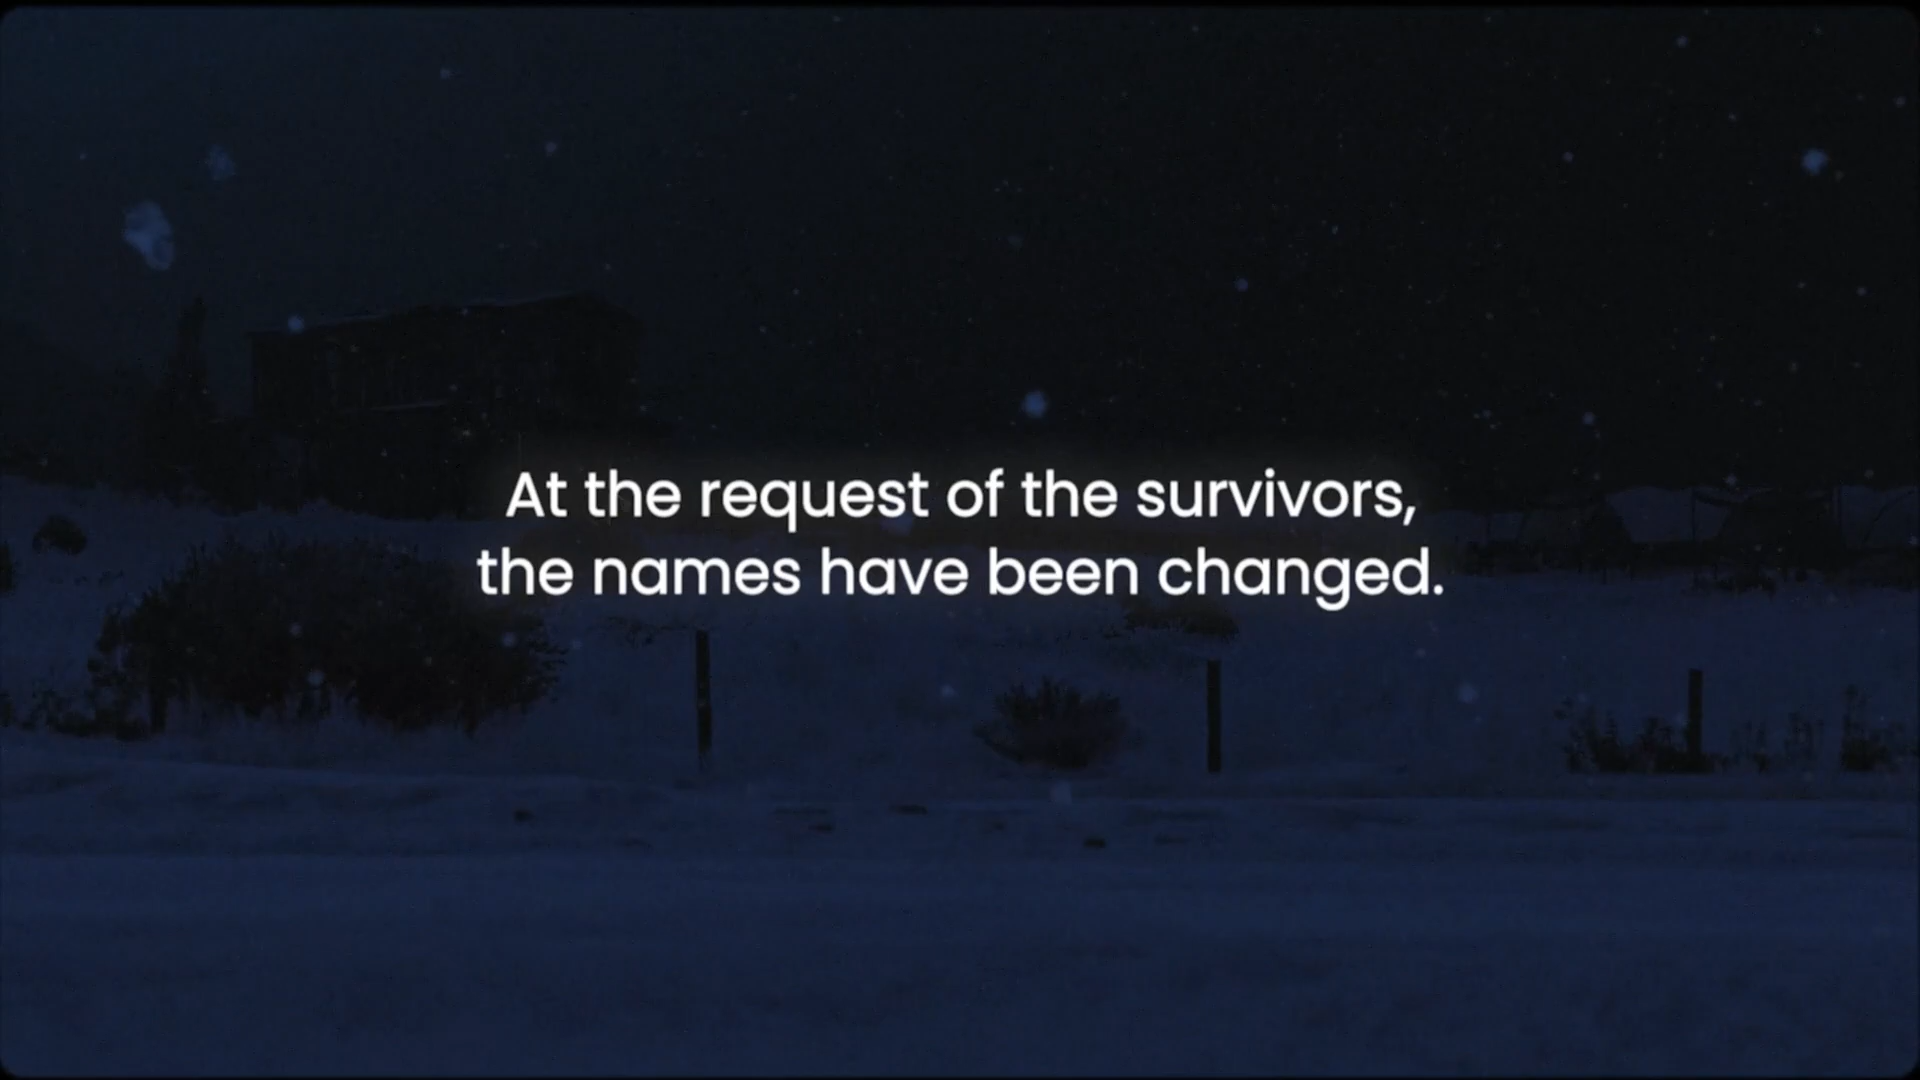 At the request of the survivors,
the names have been changed.